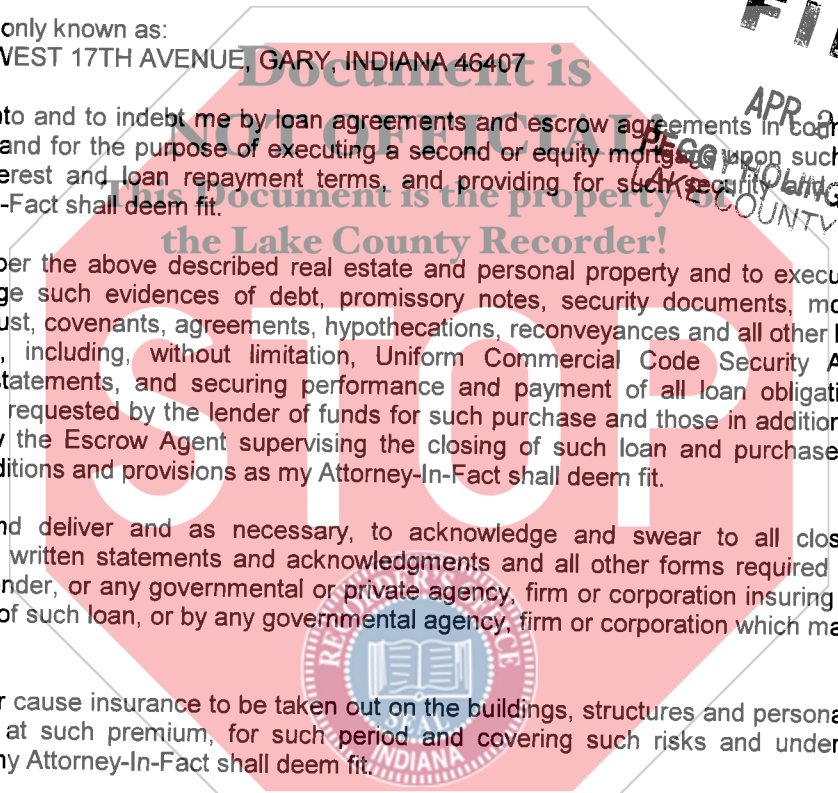 only known as:
WEST 17TH AVENUE, GARY, INDIANA 46407
Document is
APR
and to indebt me by loan agreements and escrow agreements in
NOT OFFICIAL!
and for the purpose of executing a second or equity mortgage upon such
PEGGY
erest and loan repayment terms, and providing for such security and
LAKE COUNTY
This Document is the property of
-Fact shall deem fit.
the Lake County Recorder!
per the above described real estate and personal property and to execu
ge such evidences of debt, promissory notes, security documents, mo
ust, covenants, agreements, hypothecations, reconveyances and all other
, including, without limitation, Uniform Commercial Code Security A
tatements, and securing performance and payment of all loan obligati
requested by the lender of funds for such purchase and those in addition
STOP
y the Escrow Agent supervising the closing of such loan and purchase
ditions and provisions as my Attorney-In-Fact shall deem fit.
nd deliver and as necessary, to acknowledge and swear to all clos
written statements and acknowledgments and all other forms required
nder, or any governmental or private agency, firm or corporation insuring
of such loan, or by any governmental agency, firm or corporation which ma
RECORDER'S OFFICE
SEAL
INDIANA
r cause insurance to be taken out on the buildings, structures and persona
at such premium, for such period and covering such risks and under
ny Attorney-In-Fact shall deem fit.